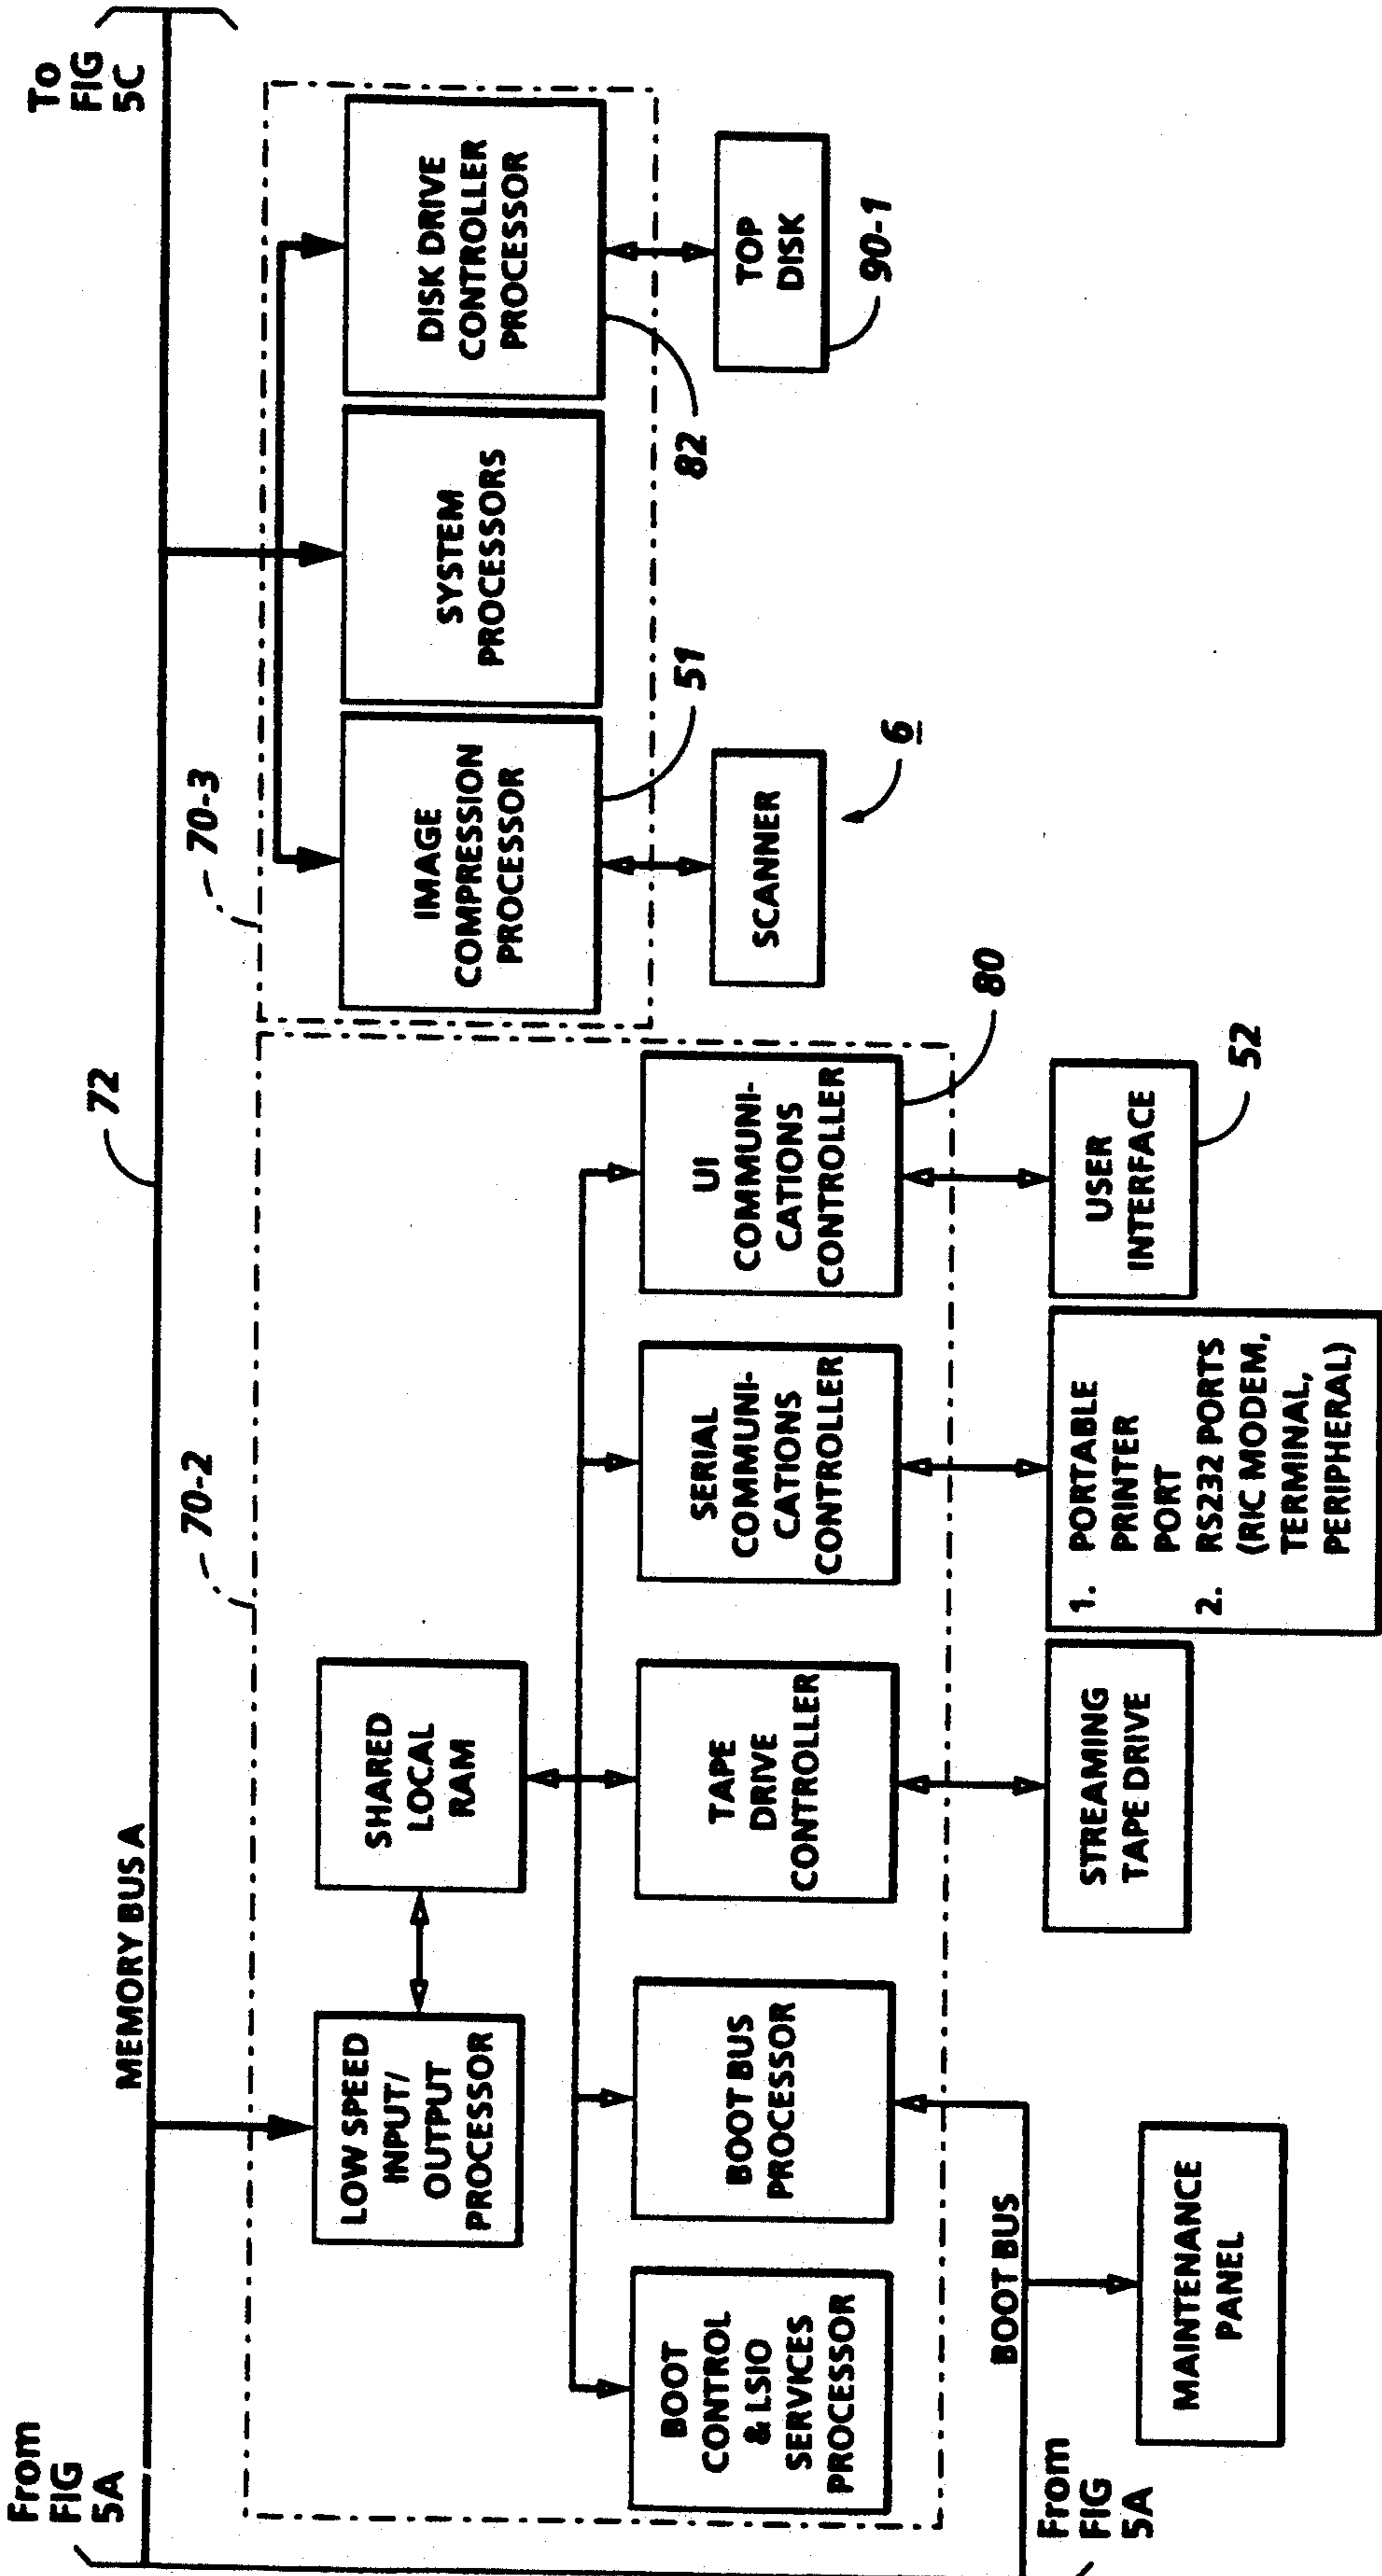 From
FIG
5A
To
FIG
5C
MEMORY BUS A
72
70-2
70-3
LOW SPEED
INPUT/
OUTPUT
PROCESSOR
SHARED
LOCAL
RAM
IMAGE
COMPRESSION
PROCESSOR
SYSTEM
PROCESSORS
DISK DRIVE
CONTROLLER
PROCESSOR
51
82
SCANNER
6
TOP
DISK
90-1
BOOT
CONTROL
& LSIO
SERVICES
PROCESSOR
BOOT BUS
PROCESSOR
TAPE
DRIVE
CONTROLLER
SERIAL
COMMUNI-
CATIONS
CONTROLLER
UI
COMMUNI-
CATIONS
CONTROLLER
80
BOOT BUS
From
FIG
5A
MAINTENANCE
PANEL
STREAMING
TAPE DRIVE
1. PORTABLE
PRINTER
PORT
2. RS232 PORTS
(RIC MODEM,
TERMINAL,
PERIPHERAL)
USER
INTERFACE
52